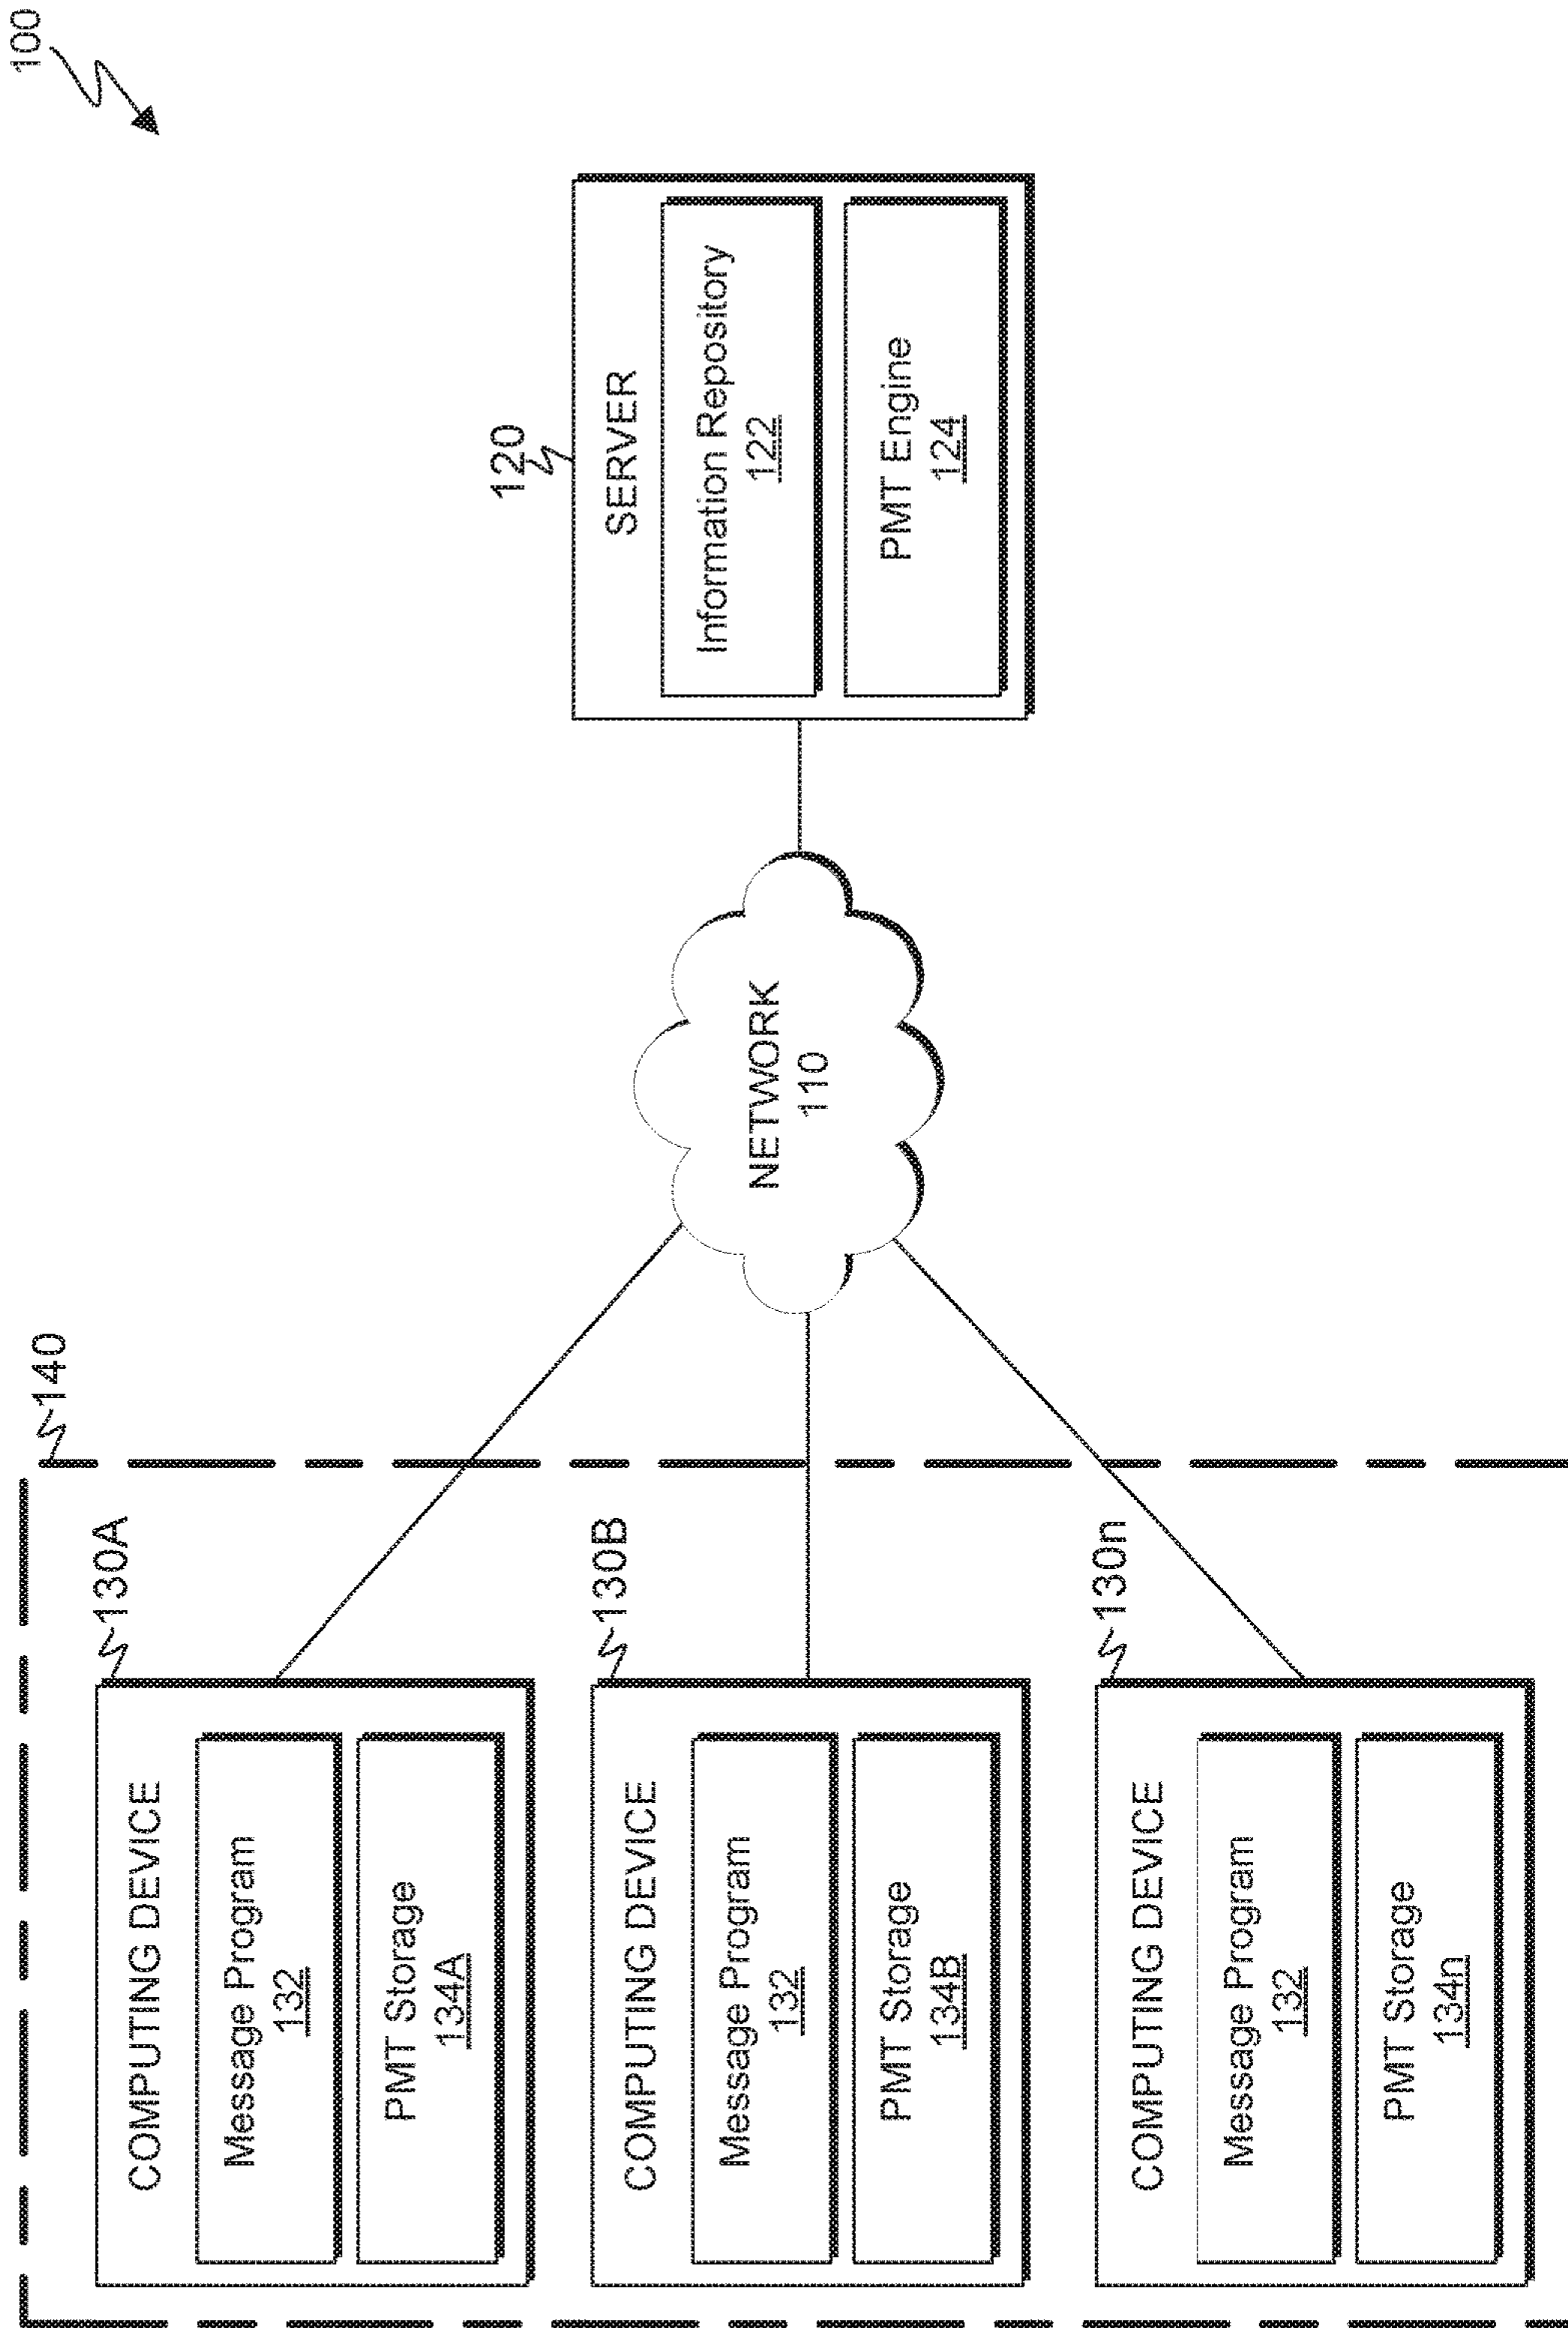 100
140
130A
COMPUTING DEVICE
Message Program
132
PMT Storage
134A
130B
COMPUTING DEVICE
Message Program
132
PMT Storage
134B
130n
COMPUTING DEVICE
Message Program
132
PMT Storage
134n
NETWORK
110
120
SERVER
Information Repository
122
PMT Engine
124